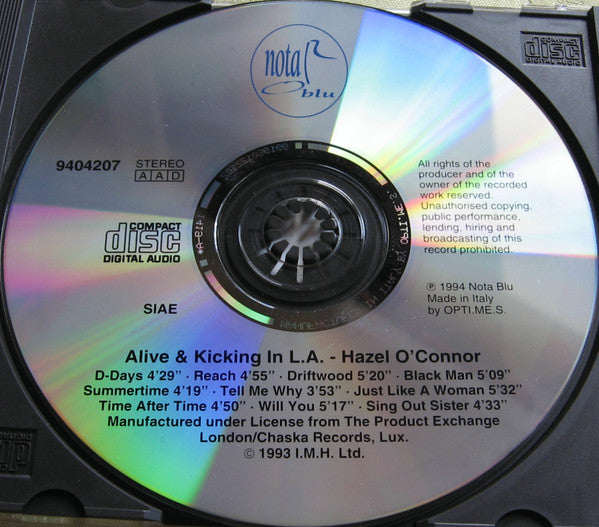 nota
blu
COMPACT
disc
DIGITAL AUDIO
9404207 STEREO
AAD
All rights of the
producer and of the
owner of the recorded
work reserved.
Unauthorised copying,
public performance,
lending, hiring and
broadcasting of this
record prohibited.
COMPACT
disc
DIGITAL AUDIO
SIAE
℗ 1994 Nota Blu
Made in Italy
by OPTI.ME.S.
Alive & Kicking In L.A. - Hazel O'Connor
D-Days 4'29" · Reach 4'55" · Driftwood 5'20" · Black Man 5'09"
Summertime 4'19" · Tell Me Why 3'53" · Just Like A Woman 5'32"
Time After Time 4'50" · Will You 5'17" · Sing Out Sister 4'33"
Manufactured under License from The Product Exchange
London/Chaska Records, Lux.
© 1993 I.M.H. Ltd.